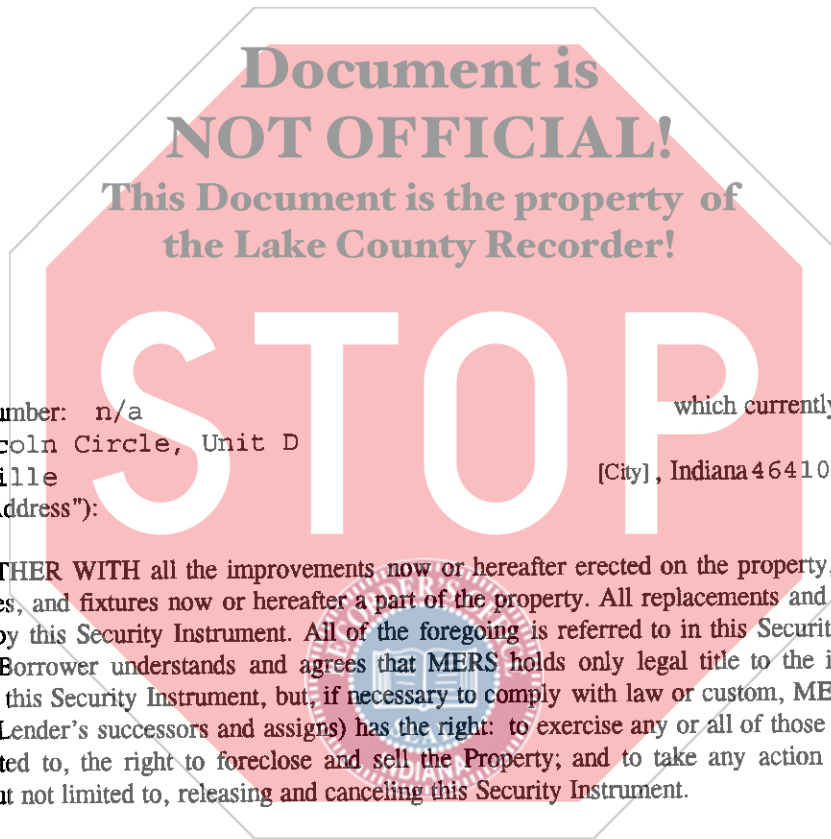 Document is
NOT OFFICIAL!
This Document is the property of
the Lake County Recorder!
STOP
umber: n/a which currently
coln Circle, Unit D
ille [City], Indiana 46410
Address"):
THER WITH all the improvements now or hereafter erected on the property.
es, and fixtures now or hereafter a part of the property. All replacements and
by this Security Instrument. All of the foregoing is referred to in this Securit
Borrower understands and agrees that MERS holds only legal title to the i
this Security Instrument, but, if necessary to comply with law or custom, ME
Lender's successors and assigns) has the right: to exercise any or all of those
ted to, the right to foreclose and sell the Property; and to take any action
ut not limited to, releasing and canceling this Security Instrument.
INDIANA